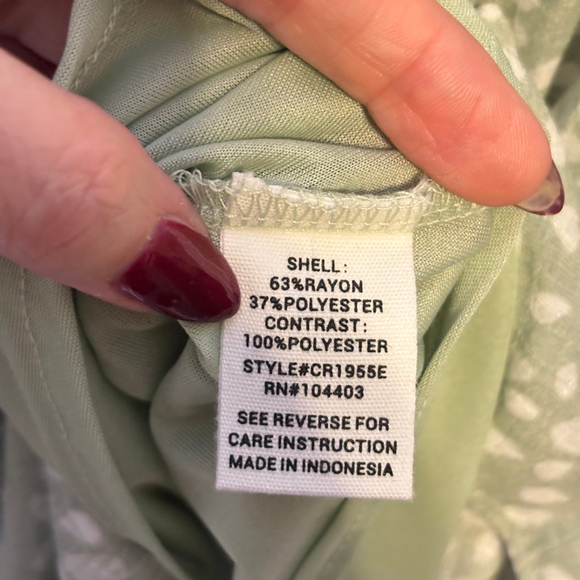 SHELL:
63%RAYON
37%POLYESTER
CONTRAST:
100%POLYESTER
STYLE#CR1955E
RN#104403
SEE REVERSE FOR
CARE INSTRUCTION
MADE IN INDONESIA